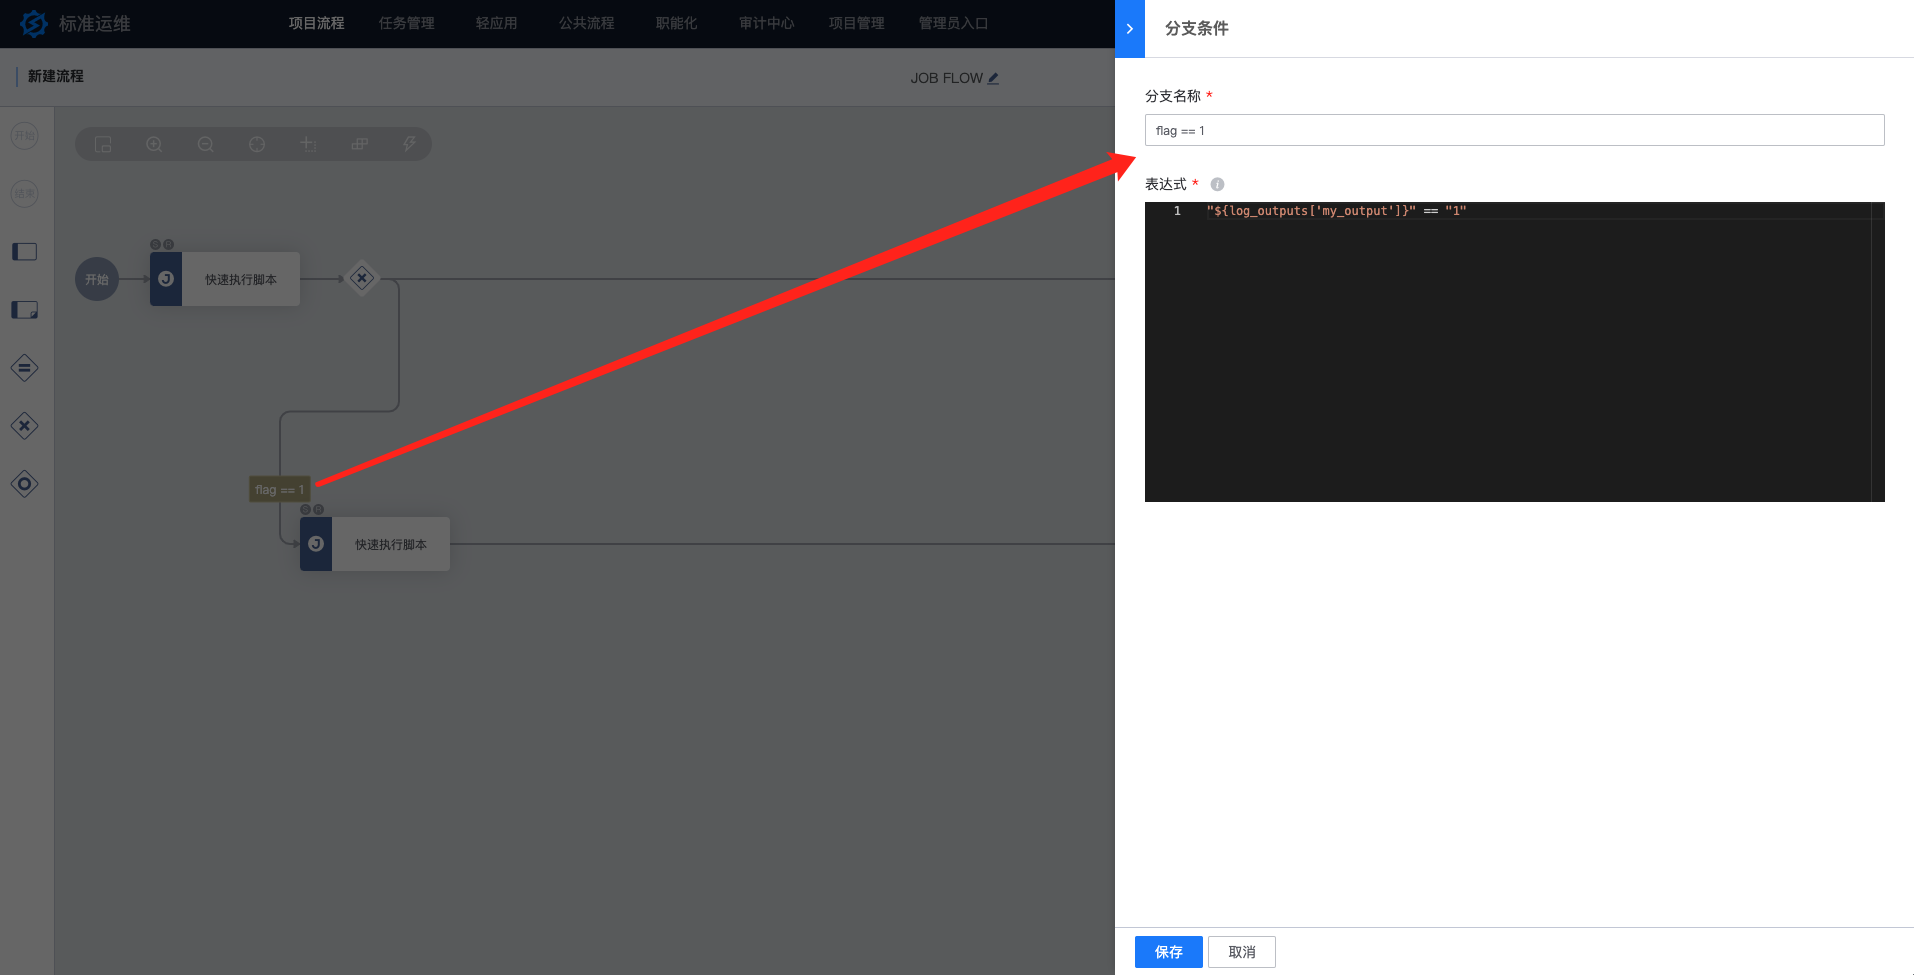 标准运维
项目流程 任务管理 轻应用 公共流程 职能化 审计中心 项目管理 管理员入口
新建流程
JOB FLOW
开始
结束
开始
快速执行脚本
flag == 1
快速执行脚本
分支条件
分支名称 *
flag == 1
表达式 *
1 "${log_outputs['my_output']}" == "1"
保存 取消